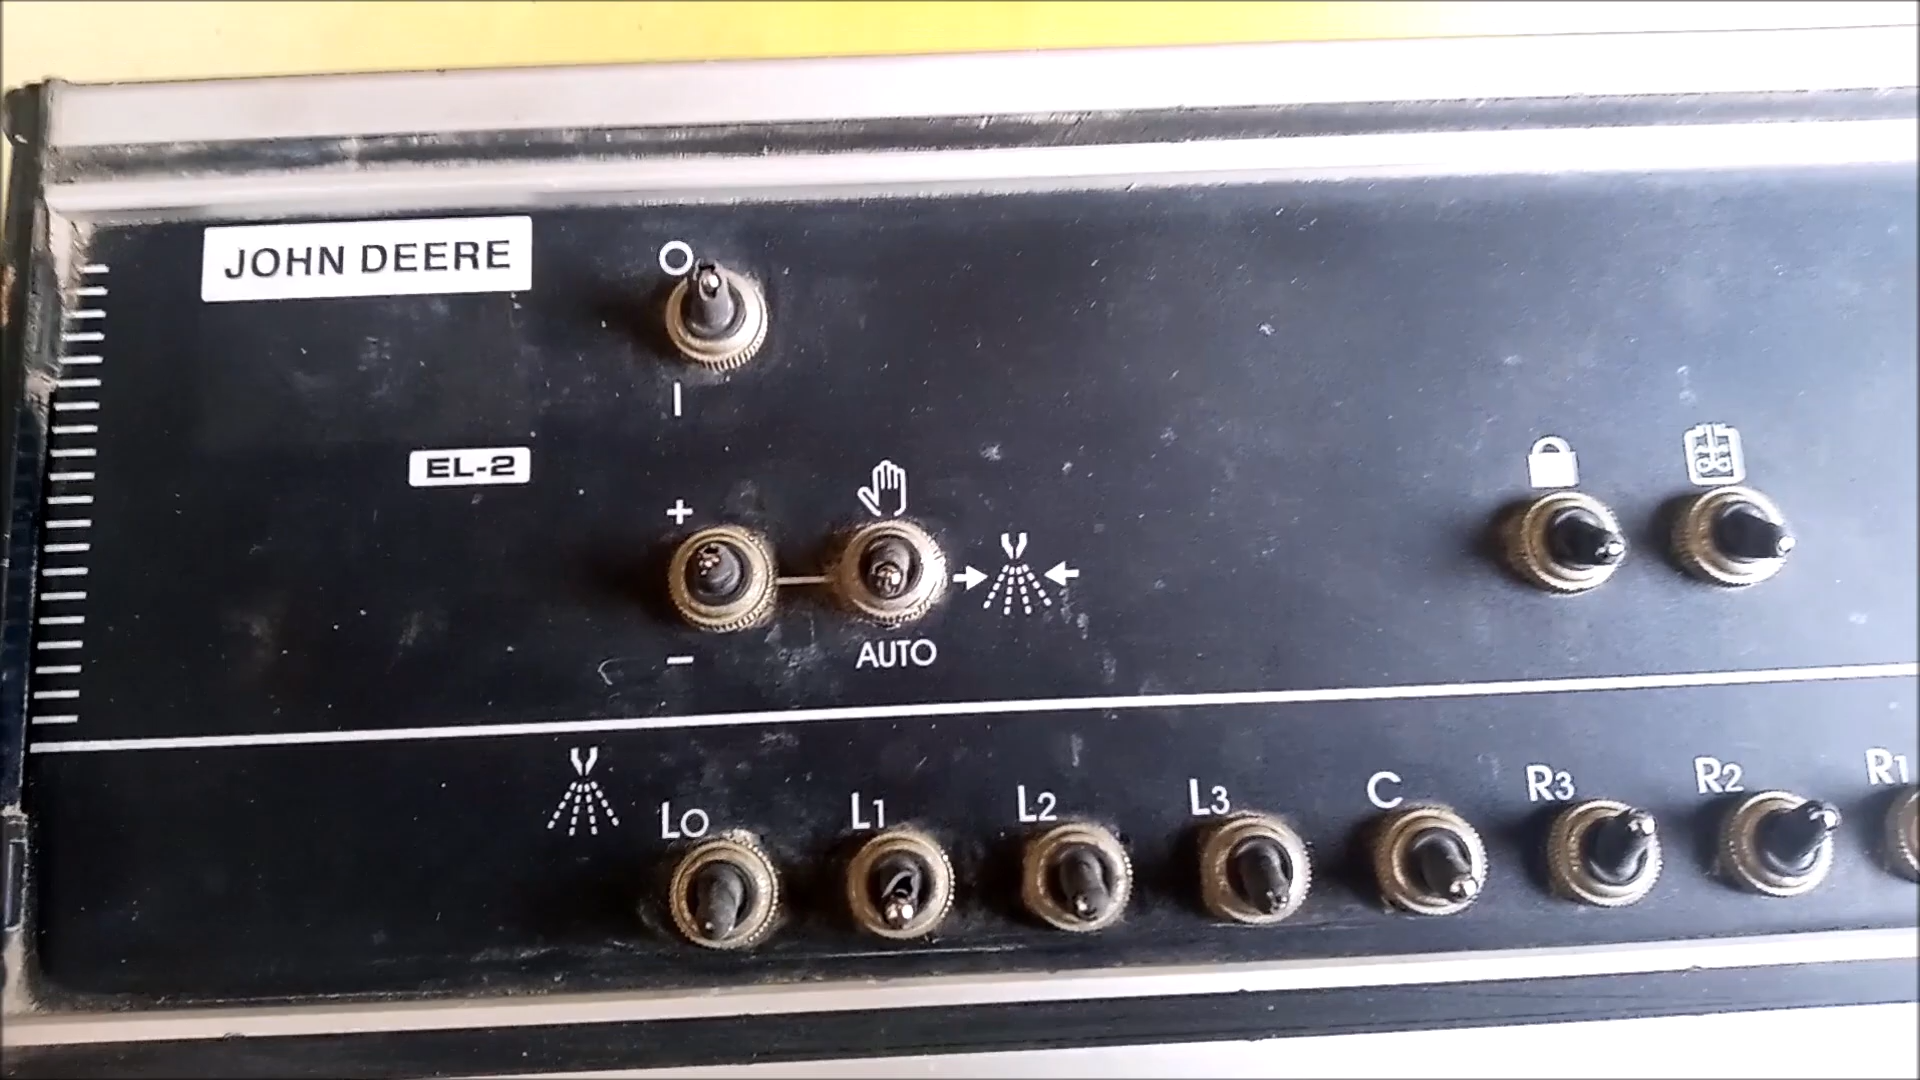 JOHN DEERE
O
I
EL-2
+
−
AUTO
Lo L1 L2 L3 C R3 R2 R1